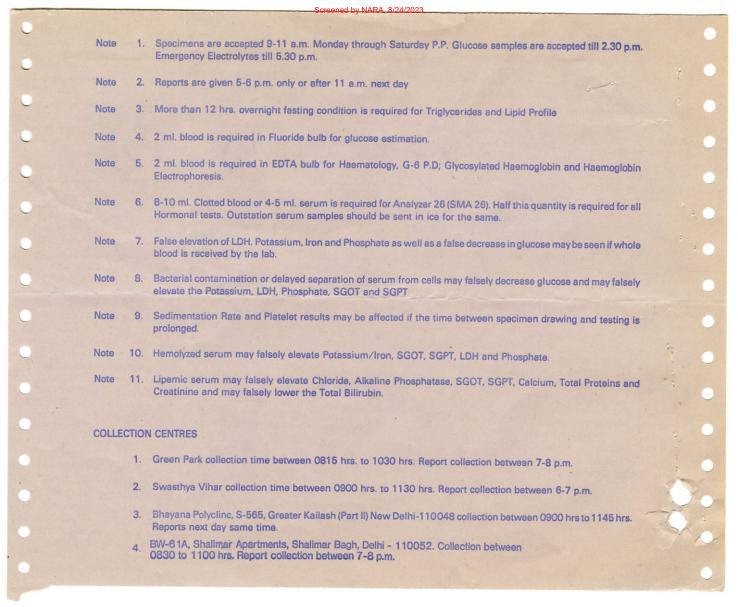 Screened by NARA, 8/24/2023
Note 1. Specimens are accepted 9-11 a.m. Monday through Saturday P.P. Glucose samples are accepted till 2.30 p.m.
Emergency Electrolytes till 5.30 p.m.
Note 2. Reports are given 5-6 p.m. only or after 11 a.m. next day
Note 3. More than 12 hrs. overnight fasting condition is required for Triglycerides and Lipid Profile
Note 4. 2 ml. blood is required in Fluoride bulb for glucose estimation.
Note 5. 2 ml. blood is required in EDTA bulb for Haematology, G-6 P.D; Glycosylated Haemoglobin and Haemoglobin
Electrophoresis.
Note 6. 8-10 ml. Clotted blood or 4-5 ml. serum is required for Analyzer 26 (SMA 26). Half this quantity is required for all
Hormonal tests. Outstation serum samples should be sent in ice for the same.
Note 7. False elevation of LDH. Potassium, Iron and Phosphate as well as a false decrease in glucose may be seen if whole
blood is received by the lab.
Note 8. Bacterial contamination or delayed separation of serum from cells may falsely decrease glucose and may falsely
elevate the Potassium, LDH, Phosphate, SGOT and SGPT
Note 9. Sedimentation Rate and Platelet results may be affected if the time between specimen drawing and testing is
prolonged.
Note 10. Hemolyzed serum may falsely elevate Potassium/Iron, SGOT, SGPT, LDH and Phosphate.
Note 11. Lipemic serum may falsely elevate Chloride, Alkaline Phosphatase, SGOT, SGPT, Calcium, Total Proteins and
Creatinine and may falsely lower the Total Bilirubin.
COLLECTION CENTRES
1. Green Park collection time between 0815 hrs. to 1030 hrs. Report collection between 7-8 p.m.
2. Swasthya Vihar collection time between 0900 hrs. to 1130 hrs. Report collection between 6-7 p.m.
3. Bhayana Polyclinc, S-565, Greater Kailash (Part II) New Delhi-110048 collection between 0900 hrs to 1145 hrs.
Reports next day same time.
4. BW-61A, Shalimar Apartments, Shalimar Bagh, Delhi - 110052. Collection between
0830 to 1100 hrs. Report collection between 7-8 p.m.